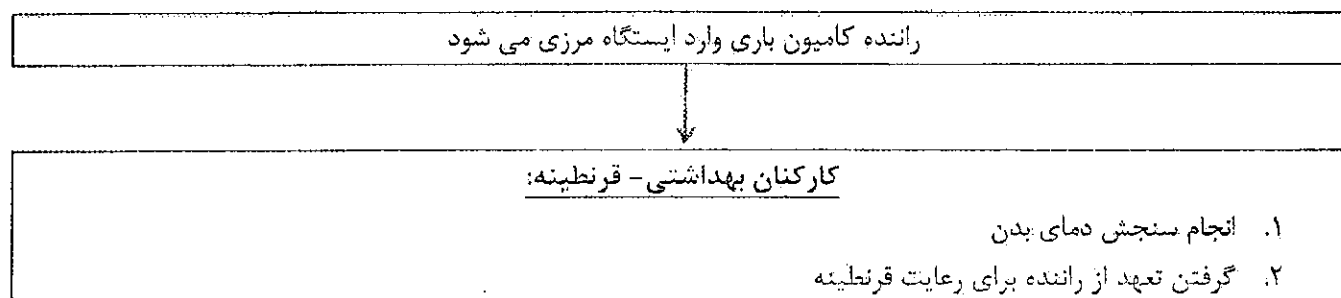 راننده کامیون باری وارد ایستگاه مرزی می شود
کارکنان بهداشتی- قرنطینه:
۱. انجام سنجش دمای بدن
۲. گرفتن تعهد از راننده برای رعایت قرنطینه